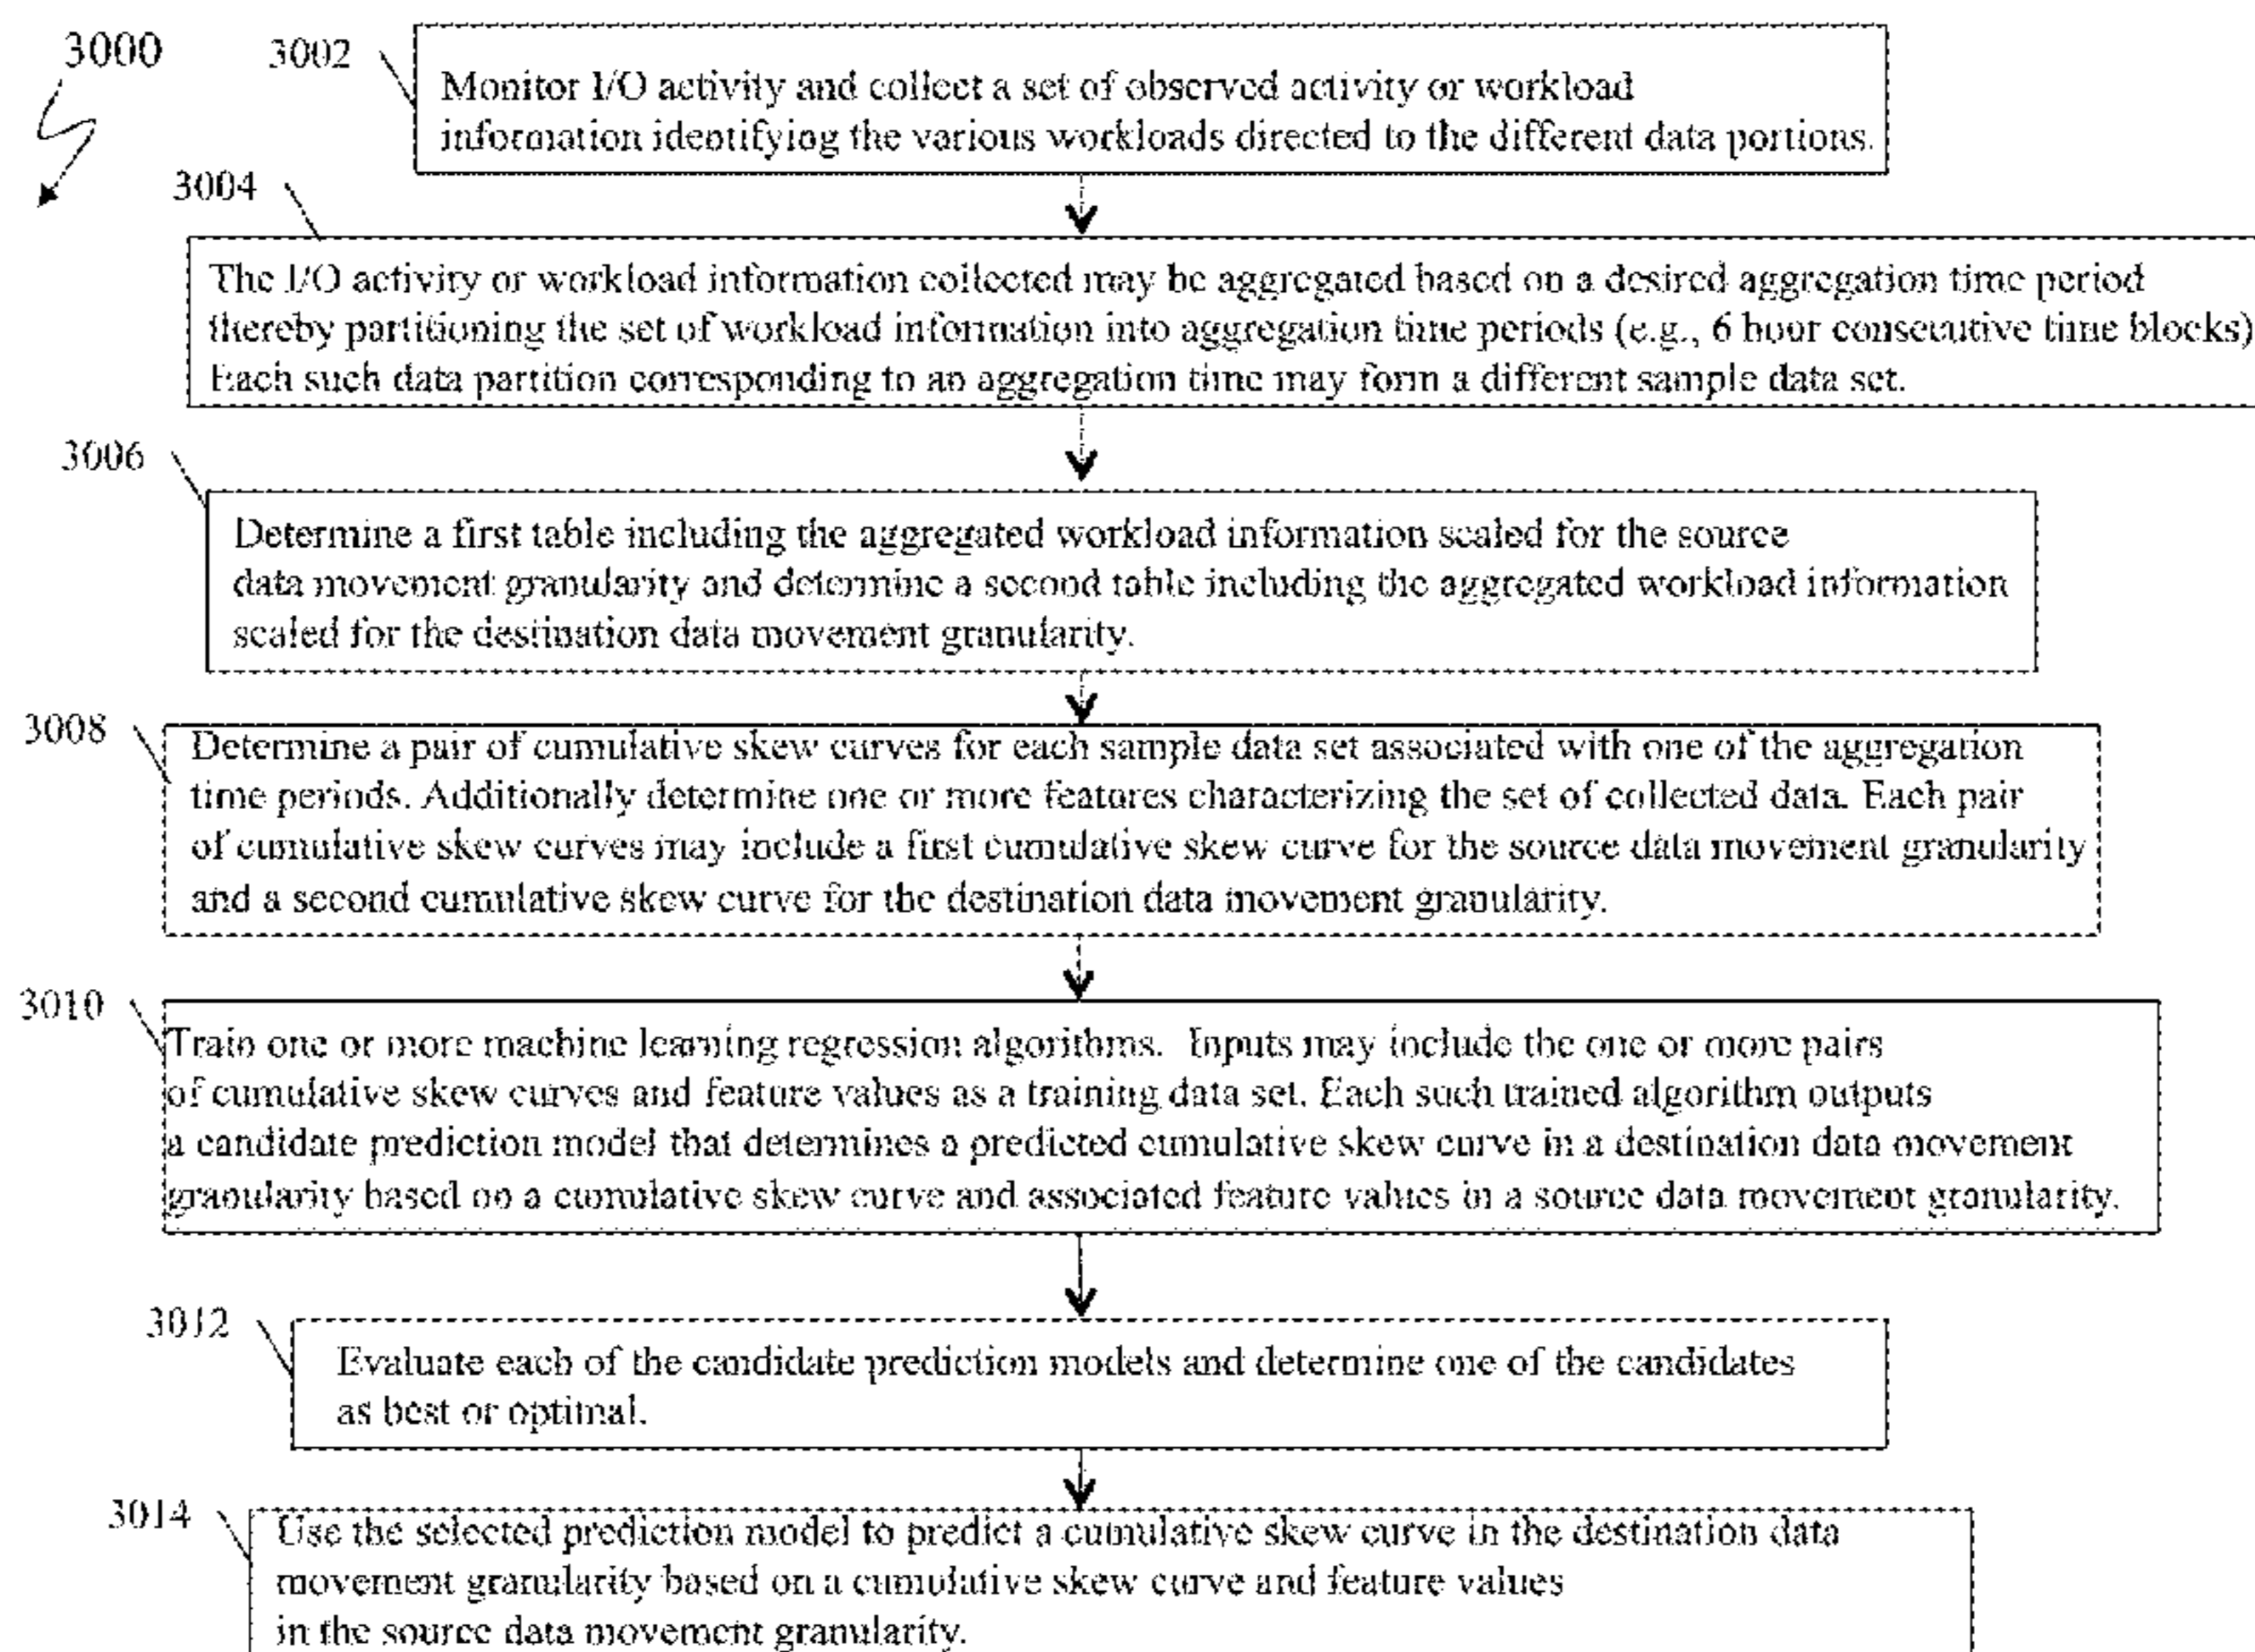 3000
3002
Monitor I/O activity and collect a set of observed activity or workload
information identifying the various workloads directed to the different data portions.
3004
The I/O activity or workload information collected may be aggregated based on a desired aggregation time period
thereby partitioning the set of workload information into aggregation time periods (e.g., 6 hour consecutive time blocks)
Each such data partition corresponding to an aggregation time may form a different sample data set.
3006
Determine a first table including the aggregated workload information scaled for the source
data movement granularity and determine a second table including the aggregated workload information
scaled for the destination data movement granularity.
3008
Determine a pair of cumulative skew curves for each sample data set associated with one of the aggregation
time periods. Additionally determine one or more features characterizing the set of collected data. Each pair
of cumulative skew curves may include a first cumulative skew curve for the source data movement granularity
and a second cumulative skew curve for the destination data movement granularity.
3010
Train one or more machine learning regression algorithms. Inputs may include the one or more pairs
of cumulative skew curves and feature values as a training data set. Each such trained algorithm outputs
a candidate prediction model that determines a predicted cumulative skew curve in a destination data movement
granularity based on a cumulative skew curve and associated feature values in a source data movement granularity.
3012
Evaluate each of the candidate prediction models and determine one of the candidates
as best or optimal.
3014
Use the selected prediction model to predict a cumulative skew curve in the destination data
movement granularity based on a cumulative skew curve and feature values
in the source data movement granularity.